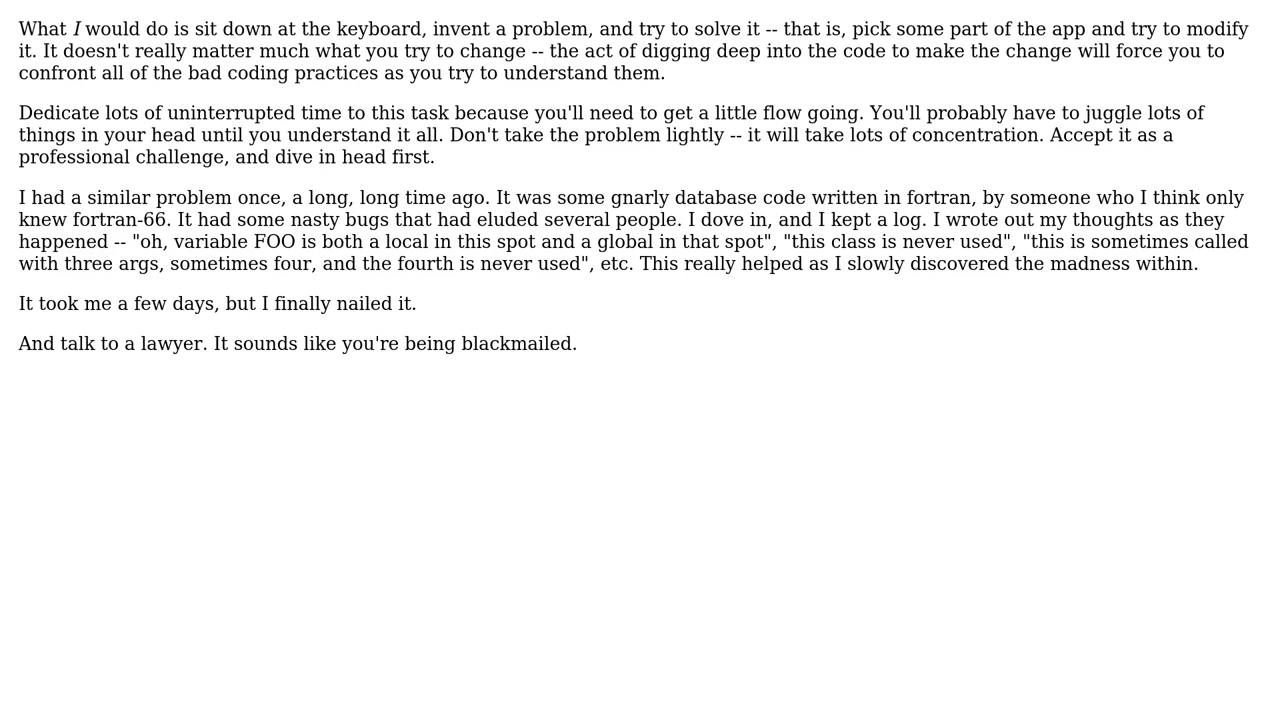 What I would do is sit down at the keyboard, invent a problem, and try to solve it -- that is, pick some part of the app and try to modify
it. It doesn't really matter much what you try to change -- the act of digging deep into the code to make the change will force you to
confront all of the bad coding practices as you try to understand them.
Dedicate lots of uninterrupted time to this task because you'll need to get a little flow going. You'll probably have to juggle lots of
things in your head until you understand it all. Don't take the problem lightly -- it will take lots of concentration. Accept it as a
professional challenge, and dive in head first.
I had a similar problem once, a long, long time ago. It was some gnarly database code written in fortran, by someone who I think only
knew fortran-66. It had some nasty bugs that had eluded several people. I dove in, and I kept a log. I wrote out my thoughts as they
happened -- "oh, variable FOO is both a local in this spot and a global in that spot", "this class is never used", "this is sometimes called
with three args, sometimes four, and the fourth is never used", etc. This really helped as I slowly discovered the madness within.
It took me a few days, but I finally nailed it.
And talk to a lawyer. It sounds like you're being blackmailed.